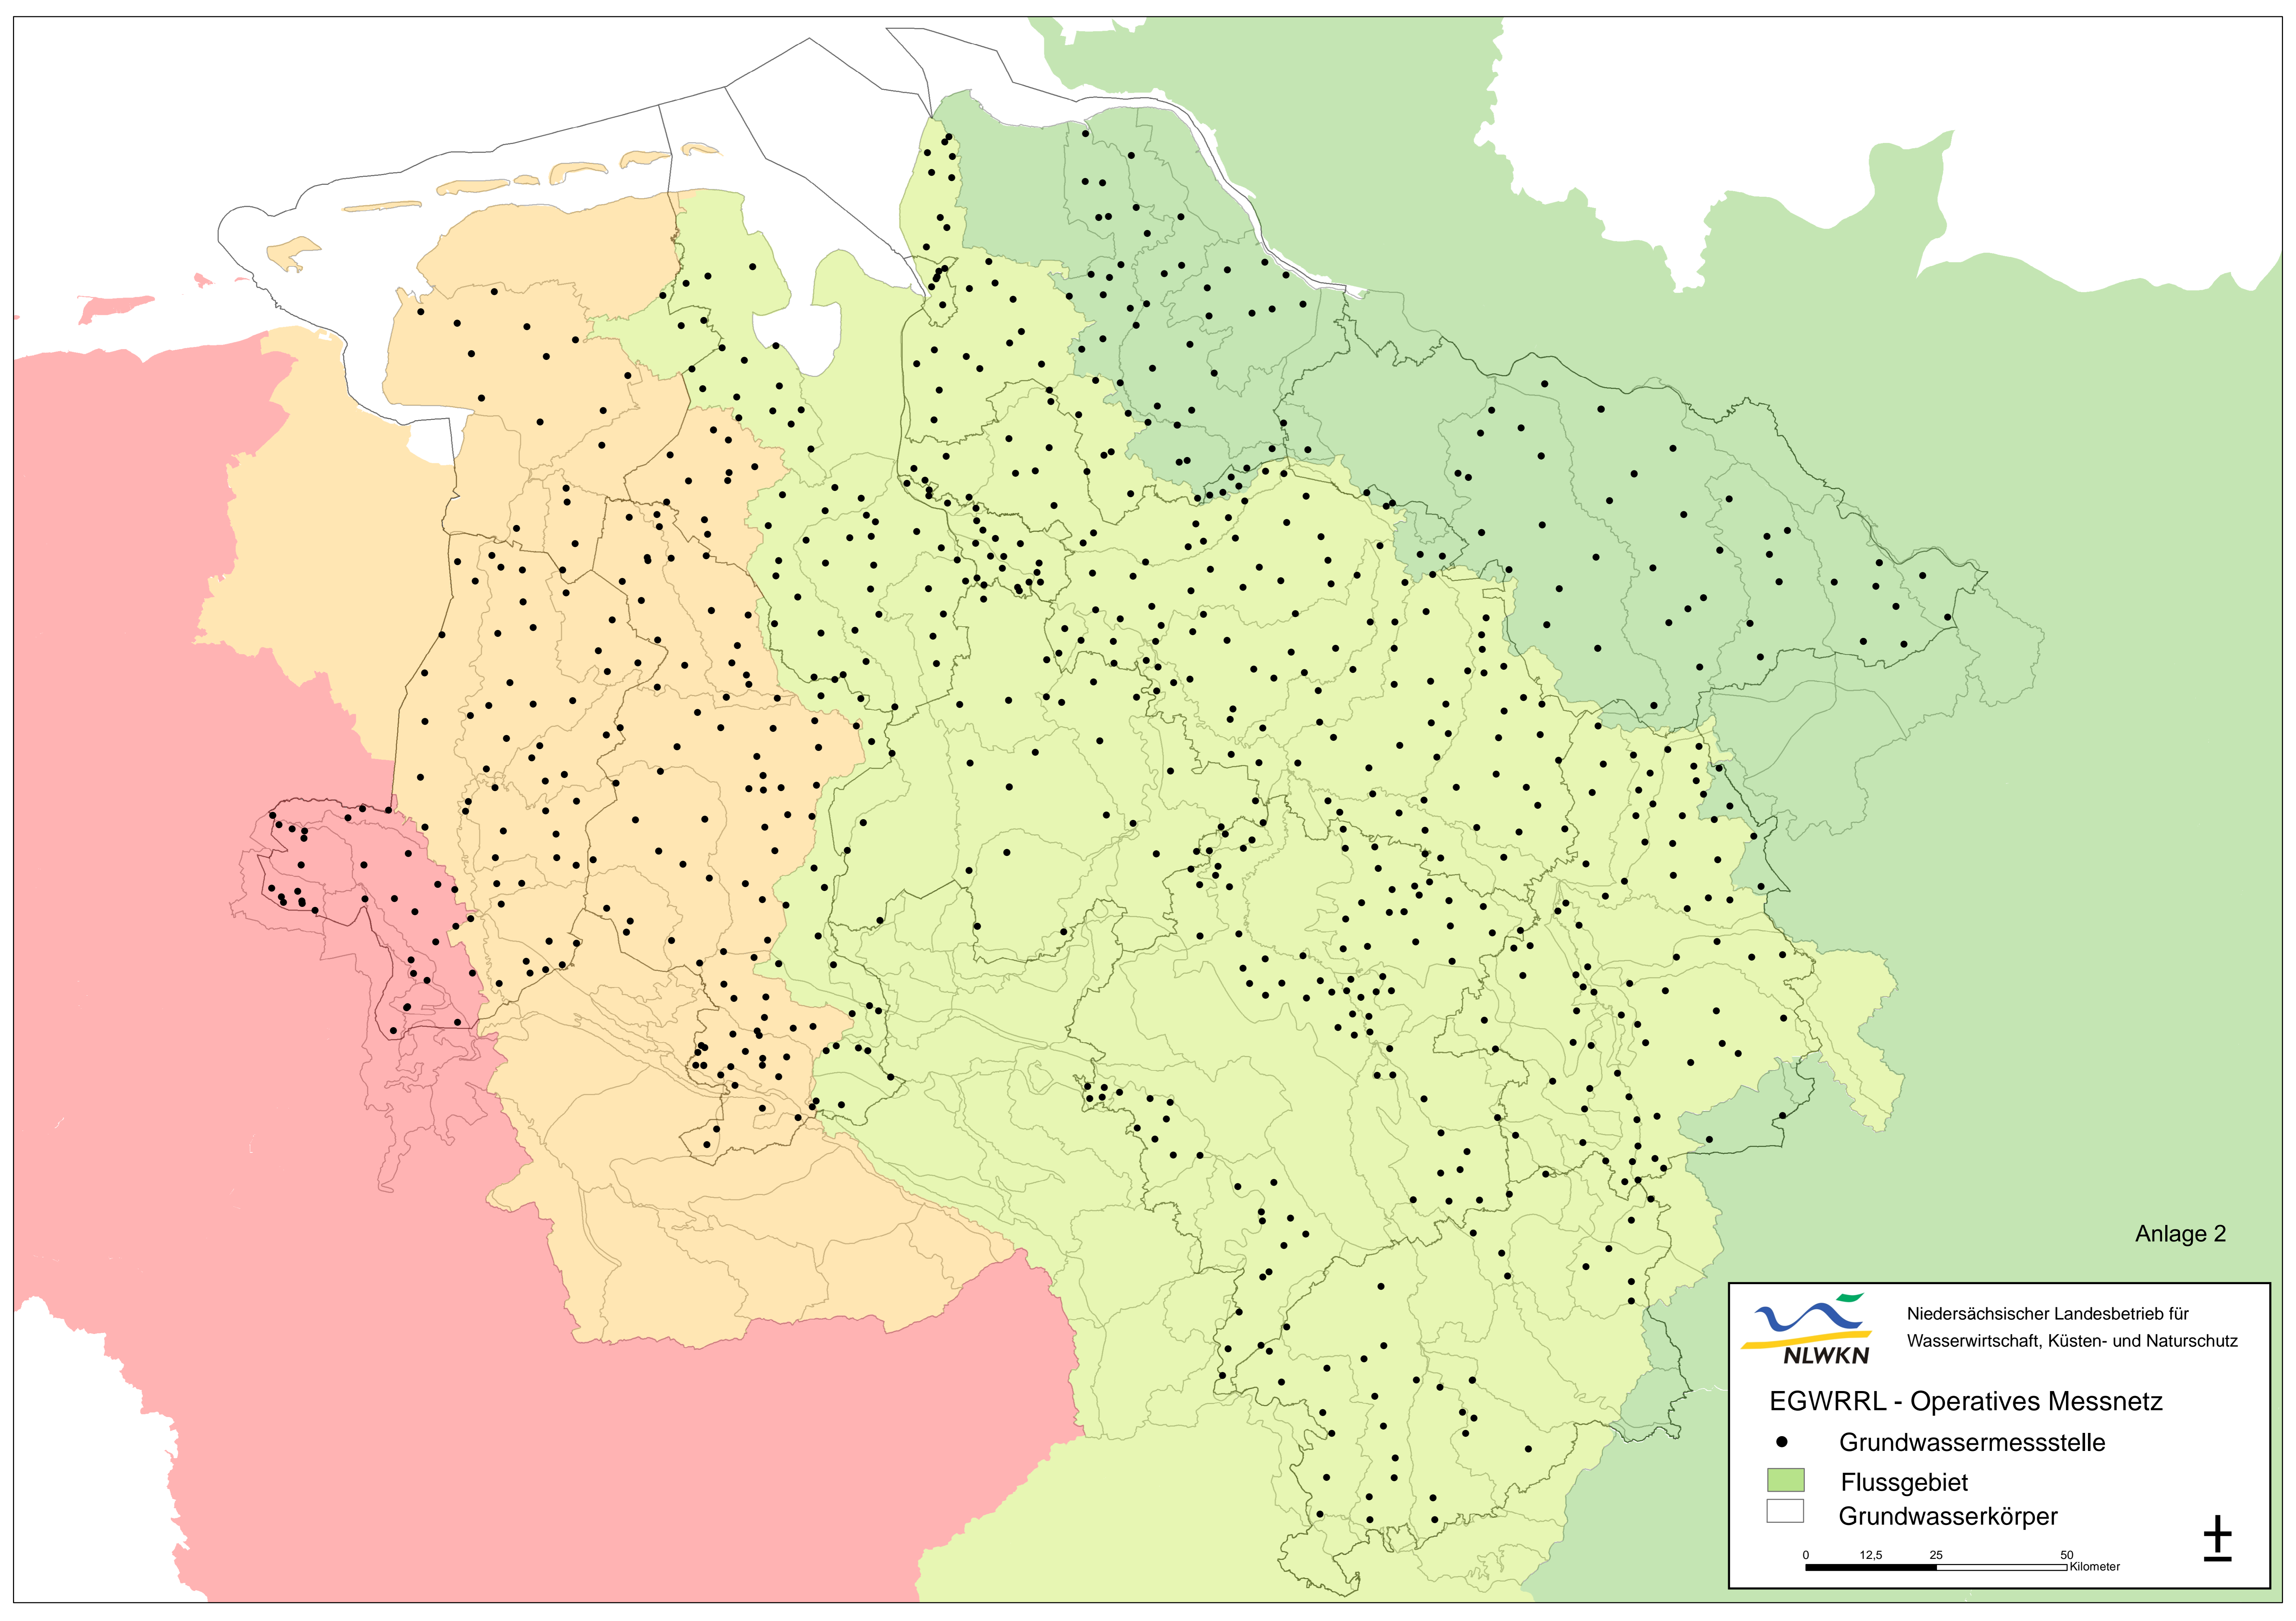 Anlage 2
Niedersächsischer Landesbetrieb für
Wasserwirtschaft, Küsten- und Naturschutz
NLWKN
EGWRRL - Operatives Messnetz
Grundwassermessstelle
Flussgebiet
Grundwasserkörper
0 12,5 25 50
Kilometer